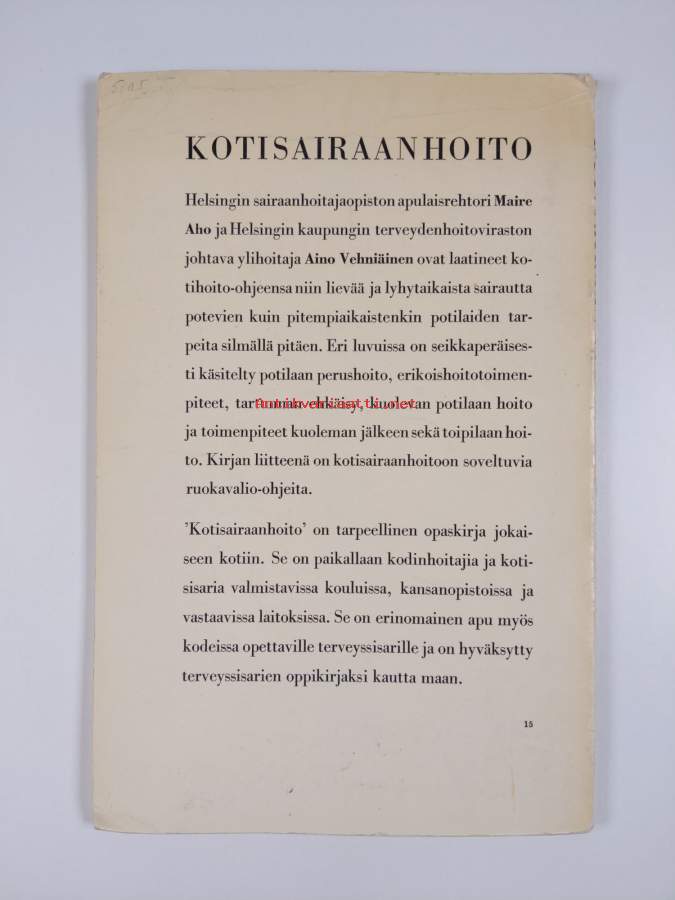 KOTISAIRAANHOITO
Helsingin sairaanhoitajaopiston apulaisrehtori Maire
Aho ja Helsingin kaupungin terveydenhoitoviraston
johtava ylihoitaja Aino Vehniäinen ovat laatineet ko-
tihoito-ohjeensa niin lievää ja lyhytaikaista sairautta
potevien kuin pitempiaikaistenkin potilaiden tar-
peita silmällä pitäen. Eri luvuissa on seikkaperäises-
ti käsitelty potilaan perushoito, erikoishoitotoimen-
piteet, tartunnan ehkäisy, kuolevan potilaan hoito
Antikvariaatti.net
ja toimenpiteet kuoleman jälkeen sekä toipilaan hoi-
to. Kirjan liitteenä on kotisairaanhoitoon soveltuvia
ruokavalio-ohjeita.
'Kotisairaanhoito' on tarpeellinen opaskirja jokai-
seen kotiin. Se on paikallaan kodinhoitajia ja koti-
sisaria valmistavissa kouluissa, kansanopistoissa ja
vastaavissa laitoksissa. Se on erinomainen apu myös
kodeissa opettaville terveyssisarille ja on hyväksytty
terveyssisarien oppikirjaksi kautta maan.
15